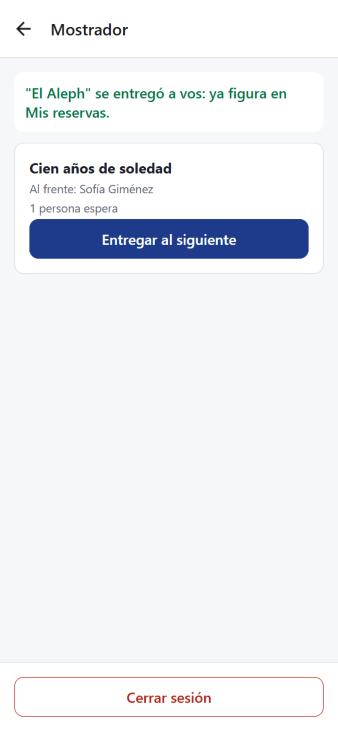 Mostrador
"El Aleph" se entregó a vos: ya figura en
Mis reservas.
Cien años de soledad
Al frente: Sofía Giménez
1 persona espera
Entregar al siguiente
Cerrar sesión